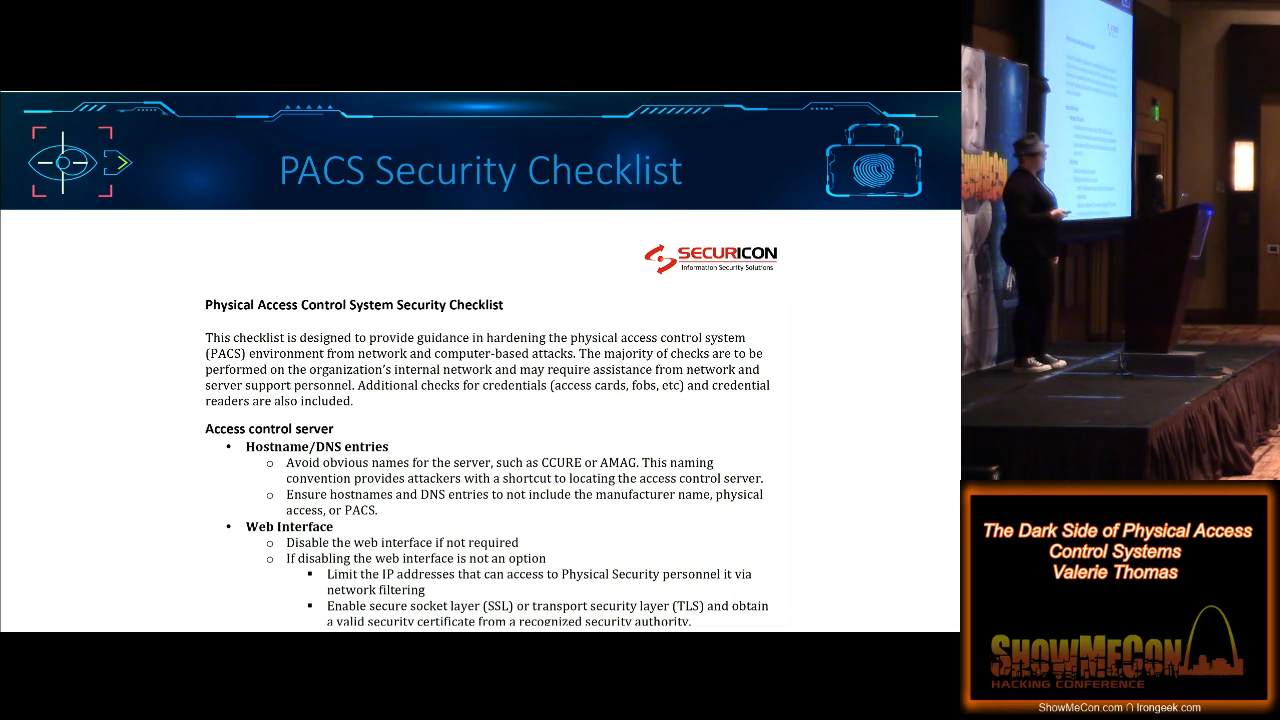 PACS Security Checklist
SECURICON
Information Security Solutions
Physical Access Control System Security Checklist
This checklist is designed to provide guidance in hardening the physical access control system
(PACS) environment from network and computer-based attacks. The majority of checks are to be
performed on the organization's internal network and may require assistance from network and
server support personnel. Additional checks for credentials (access cards, fobs, etc) and credential
readers are also included.
Access control server
• Hostname/DNS entries
o Avoid obvious names for the server, such as CCURE or AMAG. This naming
convention provides attackers with a shortcut to locating the access control server.
o Ensure hostnames and DNS entries to not include the manufacturer name, physical
access, or PACS.
• Web Interface
o Disable the web interface if not required
o If disabling the web interface is not an option
▪ Limit the IP addresses that can access to Physical Security personnel it via
network filtering
▪ Enable secure socket layer (SSL) or transport security layer (TLS) and obtain
a valid security certificate from a recognized security authority.
The Dark Side of Physical Access
Control Systems
Valerie Thomas
SHOWMECON
HACKING CONFERENCE
ShowMeCon.com ∩ Irongeek.com